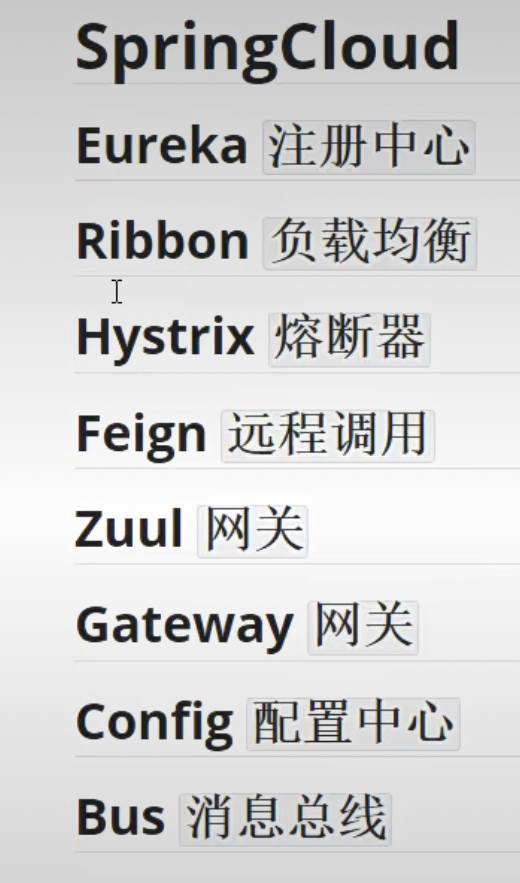 SpringCloud
Eureka 注册中心
Ribbon 负载均衡
Hystrix 熔断器
Feign 远程调用
Zuul 网关
Gateway 网关
Config 配置中心
Bus 消息总线